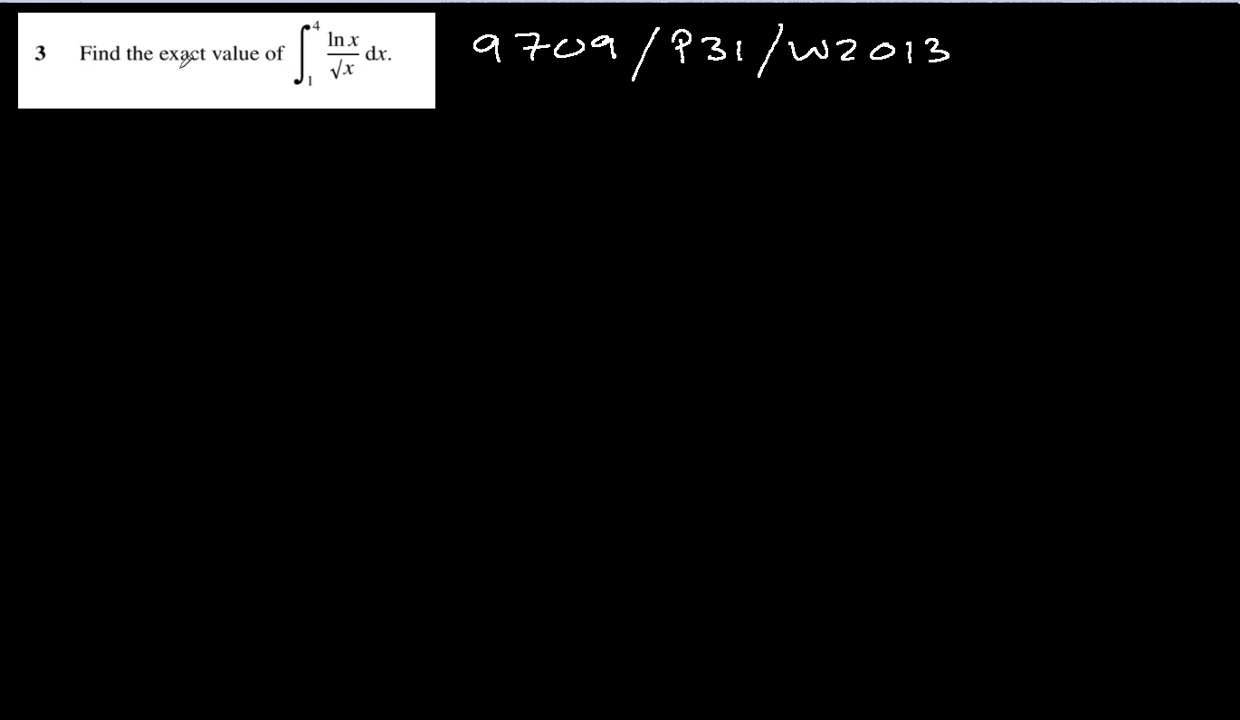 3 Find the exact value of ∫₁⁴ ln x / √x dx. 9709/P31/W2013